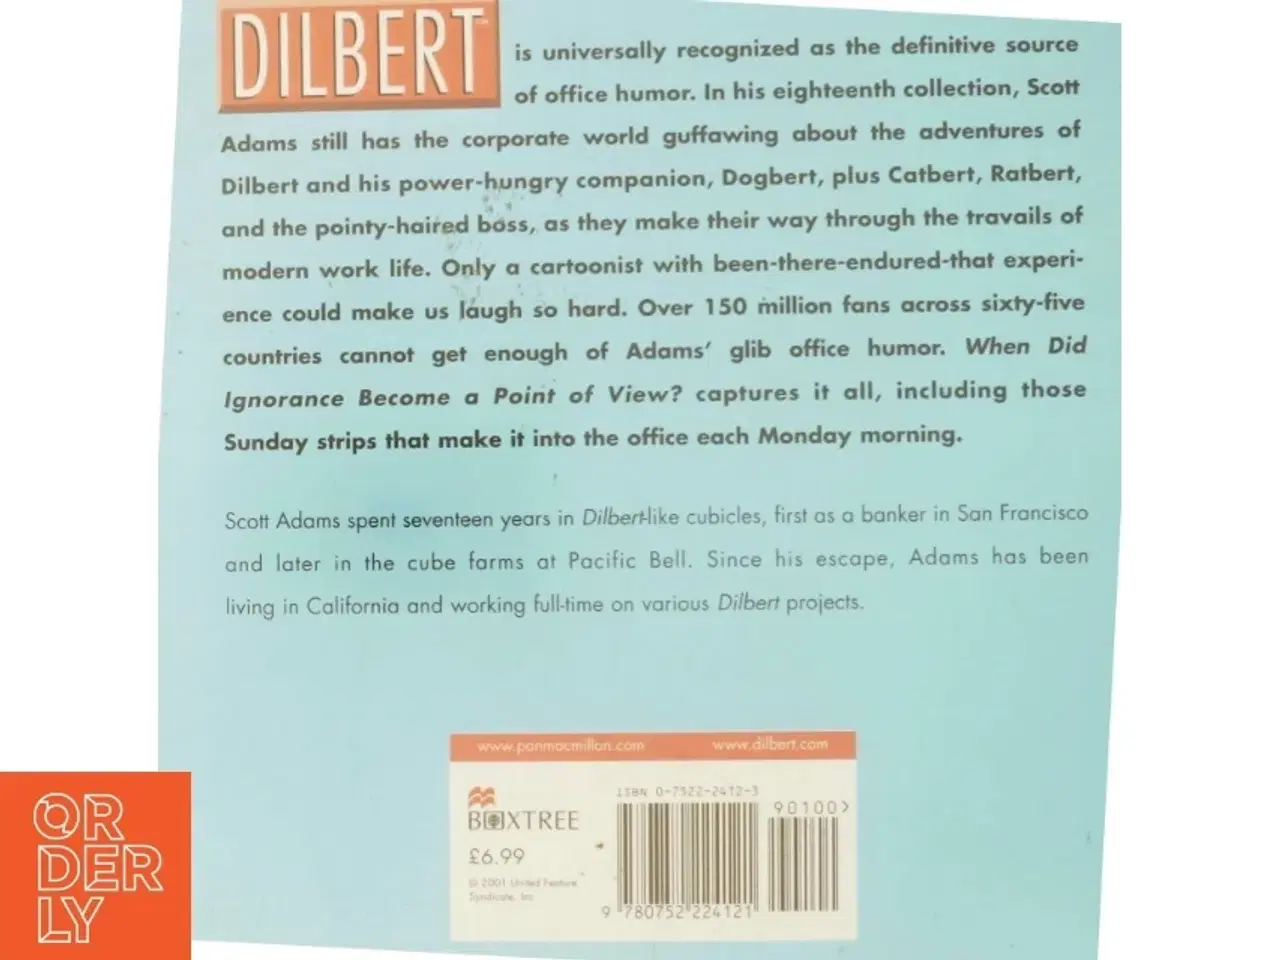 DILBERT™
is universally recognized as the definitive source
of office humor. In his eighteenth collection, Scott
Adams still has the corporate world guffawing about the adventures of
Dilbert and his power-hungry companion, Dogbert, plus Catbert, Ratbert,
and the pointy-haired boss, as they make their way through the travails of
modern work life. Only a cartoonist with been-there-endured-that experi-
ence could make us laugh so hard. Over 150 million fans across sixty-five
countries cannot get enough of Adams' glib office humor. When Did
Ignorance Become a Point of View? captures it all, including those
Sunday strips that make it into the office each Monday morning.
Scott Adams spent seventeen years in Dilbert-like cubicles, first as a banker in San Francisco
and later in the cube farms at Pacific Bell. Since his escape, Adams has been
living in California and working full-time on various Dilbert projects.
www.panmacmillan.com www.dilbert.com
ISBN 0-7522-2412-3
90100>
BOXTREE
£6.99
© 2001 United Feature
Syndicate, Inc
9 780752 224121
ORDERLY